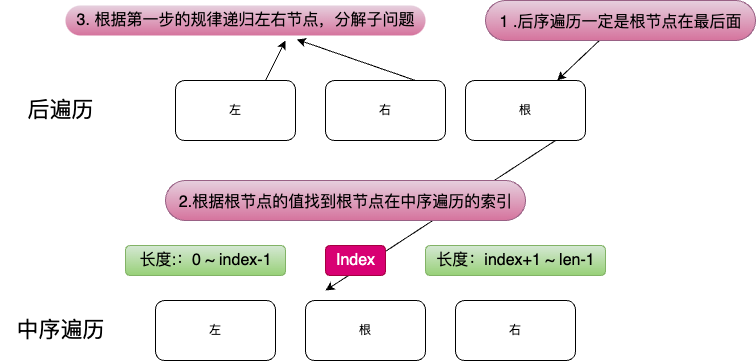 3. 根据第一步的规律递归左右节点，分解子问题
1 .后序遍历一定是根节点在最后面
后遍历
左
右
根
2.根据根节点的值找到根节点在中序遍历的索引
长度:：0 ~ index-1
Index
长度：index+1 ~ len-1
中序遍历
左
根
右